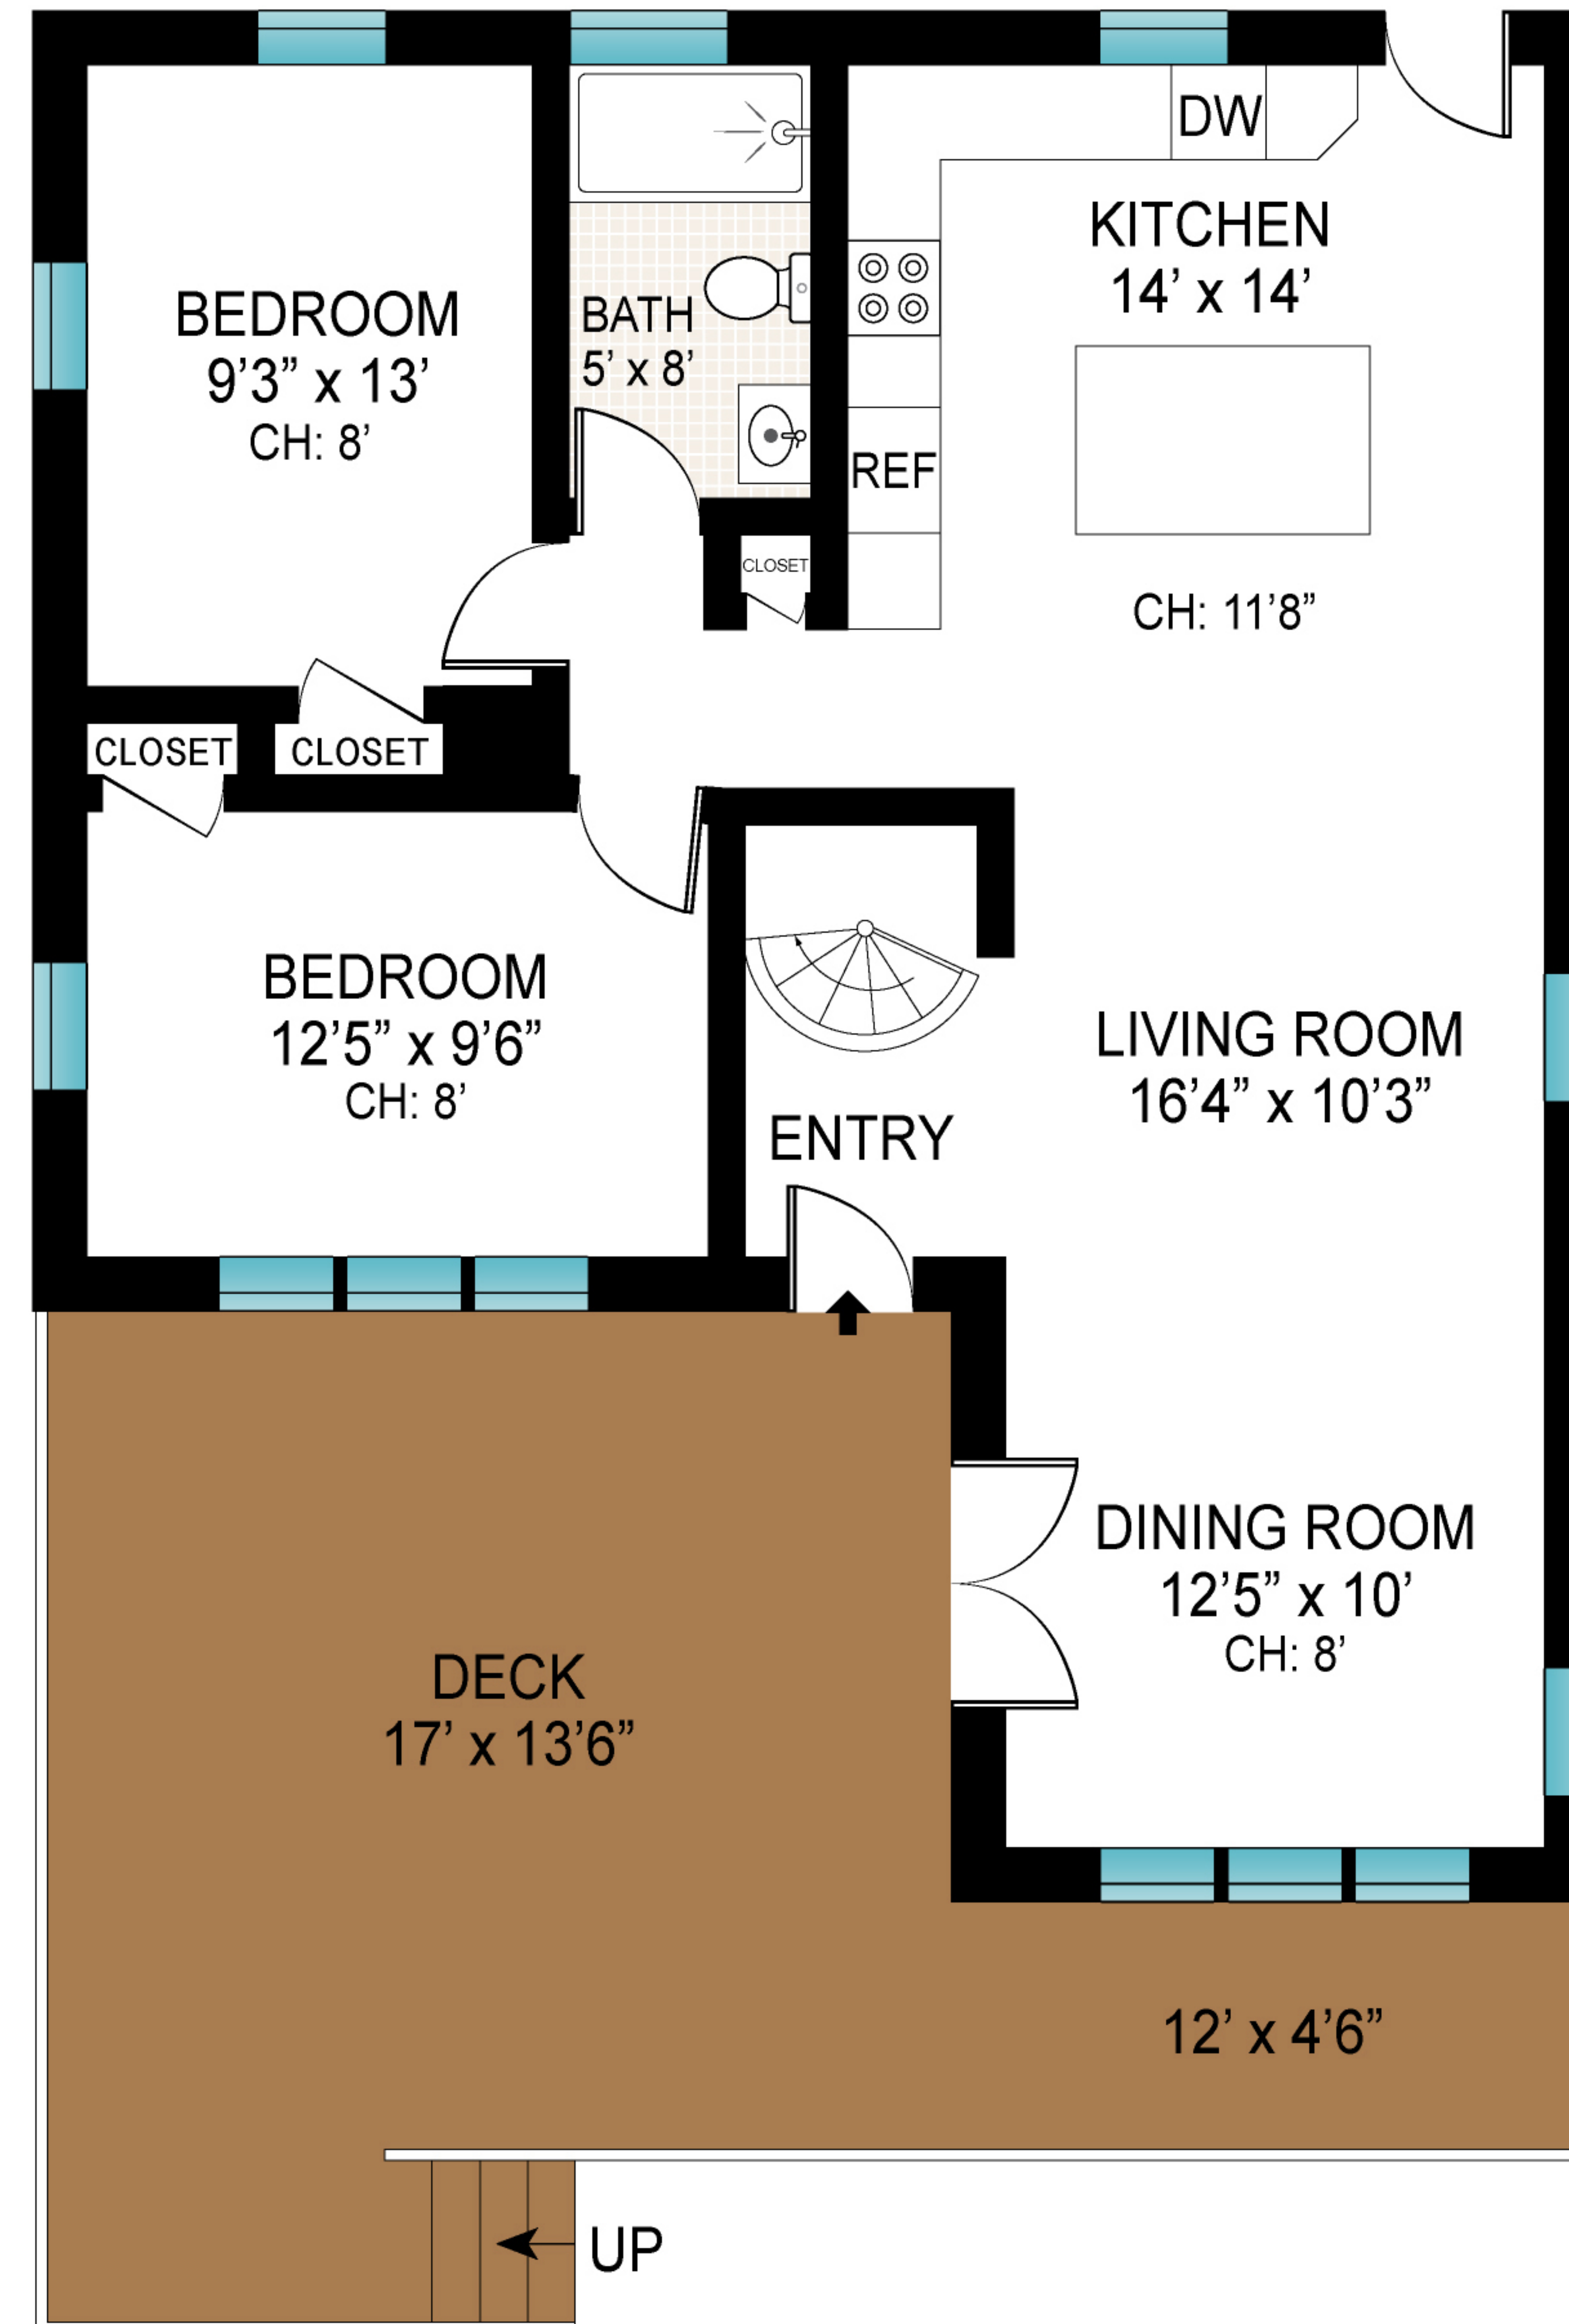 DW
KITCHEN
14’ x 14’
BEDROOM
9’3” x 13’
CH: 8’
BATH
5’ x 8’
REF
CLOSET
CH: 11’8”
CLOSET
CLOSET
BEDROOM
12’5” x 9’6”
CH: 8’
LIVING ROOM
16’4” x 10’3”
ENTRY
DINING ROOM
12’5” x 10’
CH: 8’
DECK
17’ x 13’6”
12’ x 4’6”
UP